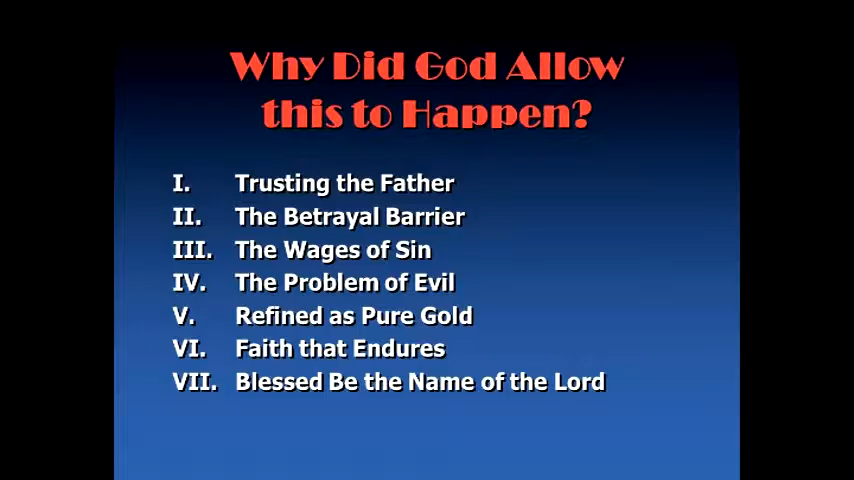 Why Did God Allow
this to Happen?
I. Trusting the Father
II. The Betrayal Barrier
III. The Wages of Sin
IV. The Problem of Evil
V. Refined as Pure Gold
VI. Faith that Endures
VII. Blessed Be the Name of the Lord